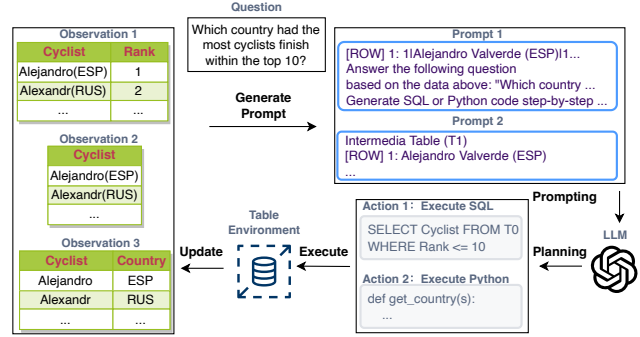 Observation 1
Cyclist Rank
Alejandro(ESP) 1
Alexandr(RUS) 2
... ...
Observation 2
Cyclist
Alejandro(ESP)
Alexandr(RUS)
...
Observation 3
Cyclist Country
Alejandro ESP
Alexandr RUS
... ...
Question
Which country had the
most cyclists finish
within the top 10?
Generate
Prompt
Prompt 1
[ROW] 1: 1|Alejandro Valverde (ESP)|1...
Answer the following question
based on the data above: "Which country ...
Generate SQL or Python code step-by-step ...
Prompt 2
Intermedia Table (T1)
[ROW] 1: Alejandro Valverde (ESP)
...
Prompting
LLM
Planning
Action 1: Execute SQL
SELECT Cyclist FROM T0
WHERE Rank <= 10
Action 2: Execute Python
def get_country(s):
...
Execute
Table
Environment
Update